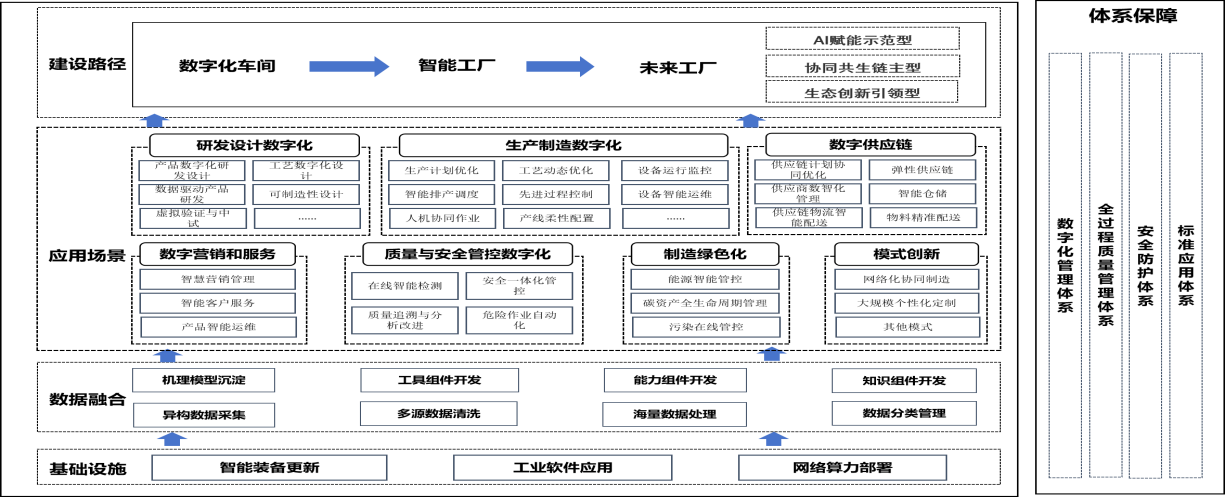 建设路径
数字化车间
智能工厂
未来工厂
AI赋能示范型
协同共生链主型
生态创新引领型
应用场景
研发设计数字化
产品数字化研
发设计
工艺数字化设
计
数据驱动产品
研发
可制造性设计
虚拟验证与中
试
......
生产制造数字化
生产计划优化
工艺动态优化
设备运行监控
智能排产调度
先进过程控制
设备智能运维
人机协同作业
产线柔性配置
......
数字供应链
供应链计划协
同优化
弹性供应链
供应商数智化
管理
智能仓储
供应链物流智
能配送
物料精准配送
数字营销和服务
智慧营销管理
智能客户服务
产品智能运维
质量与安全管控数字化
在线智能检测
安全一体化管
控
质量追溯与分
析改进
危险作业自动
化
制造绿色化
能源智能管控
碳资产全生命周期管理
污染在线管控
模式创新
网络化协同制造
大规模个性化定制
其他模式
数据融合
机理模型沉淀
工具组件开发
能力组件开发
知识组件开发
异构数据采集
多源数据清洗
海量数据处理
数据分类管理
基础设施
智能装备更新
工业软件应用
网络算力部署
体系保障
数字化管理体系
全过程质量管理体系
安全防护体系
标准应用体系